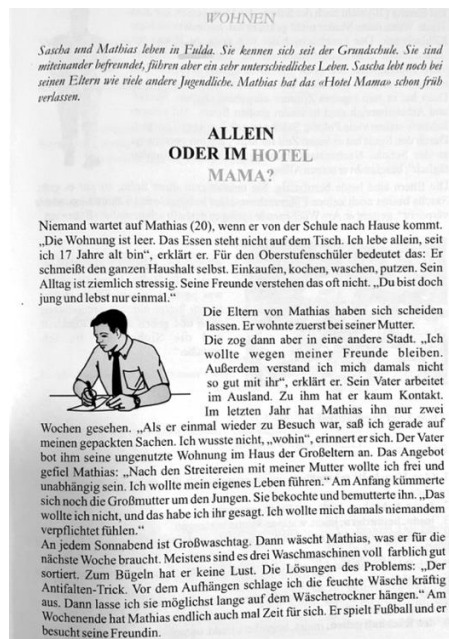 WOHNEN
Sascha und Mathias leben in Fulda. Sie kennen sich seit der Grundschule. Sie sind
miteinander befreundet, führen aber ein sehr unterschiedliches Leben. Sascha lebt noch bei
seinen Eltern wie viele andere Jugendliche. Mathias hat das «Hotel Mama» schon früh
verlassen.
ALLEIN
ODER IM HOTEL
MAMA?
Niemand wartet auf Mathias (20), wenn er von der Schule nach Hause kommt.
„Die Wohnung ist leer. Das Essen steht nicht auf dem Tisch. Ich lebe allein, seit
ich 17 Jahre alt bin“, erklärt er. Für den Oberstufenschüler bedeutet das: Er
schmeißt den ganzen Haushalt selbst. Einkaufen, kochen, waschen, putzen. Sein
Alltag ist ziemlich stressig. Seine Freunde verstehen das oft nicht. „Du bist doch
jung und lebst nur einmal.“
Die Eltern von Mathias haben sich scheiden
lassen. Er wohnte zuerst bei seiner Mutter.
Die zog dann aber in eine andere Stadt. „Ich
wollte wegen meiner Freunde bleiben.
Außerdem verstand ich mich damals nicht
so gut mit ihr“, erklärt er. Sein Vater arbeitet
im Ausland. Zu ihm hat er kaum Kontakt.
Im letzten Jahr hat Mathias ihn nur zwei
Wochen gesehen. „Als er einmal wieder zu Besuch war, saß ich gerade auf
meinen gepackten Sachen. Ich wusste nicht, „wohin“, erinnert er sich. Der Vater
bot ihm seine ungenutzte Wohnung im Haus der Großeltern an. Das Angebot
gefiel Mathias: „Nach den Streitereien mit meiner Mutter wollte ich frei und
unabhängig sein. Ich wollte mein eigenes Leben führen.“ Am Anfang kümmerte
sich noch die Großmutter um den Jungen. Sie bekochte und bemutterte ihn. „Das
wollte ich nicht, und das habe ich ihr gesagt. Ich wollte mich damals niemandem
verpflichtet fühlen.“
An jedem Sonnabend ist Großwaschtag. Dann wäscht Mathias, was er für die
nächste Woche braucht. Meistens sind es drei Waschmaschinen voll farblich gut
sortiert. Zum Bügeln hat er keine Lust. Die Lösungen des Problems: „Der
Antifalten-Trick. Vor dem Aufhängen schlage ich die feuchte Wäsche kräftig
aus. Dann lasse ich sie möglichst lange auf dem Wäschetrockner hängen.“ Am
Wochenende hat Mathias endlich auch mal Zeit für sich. Er spielt Fußball und er
besucht seine Freundin.